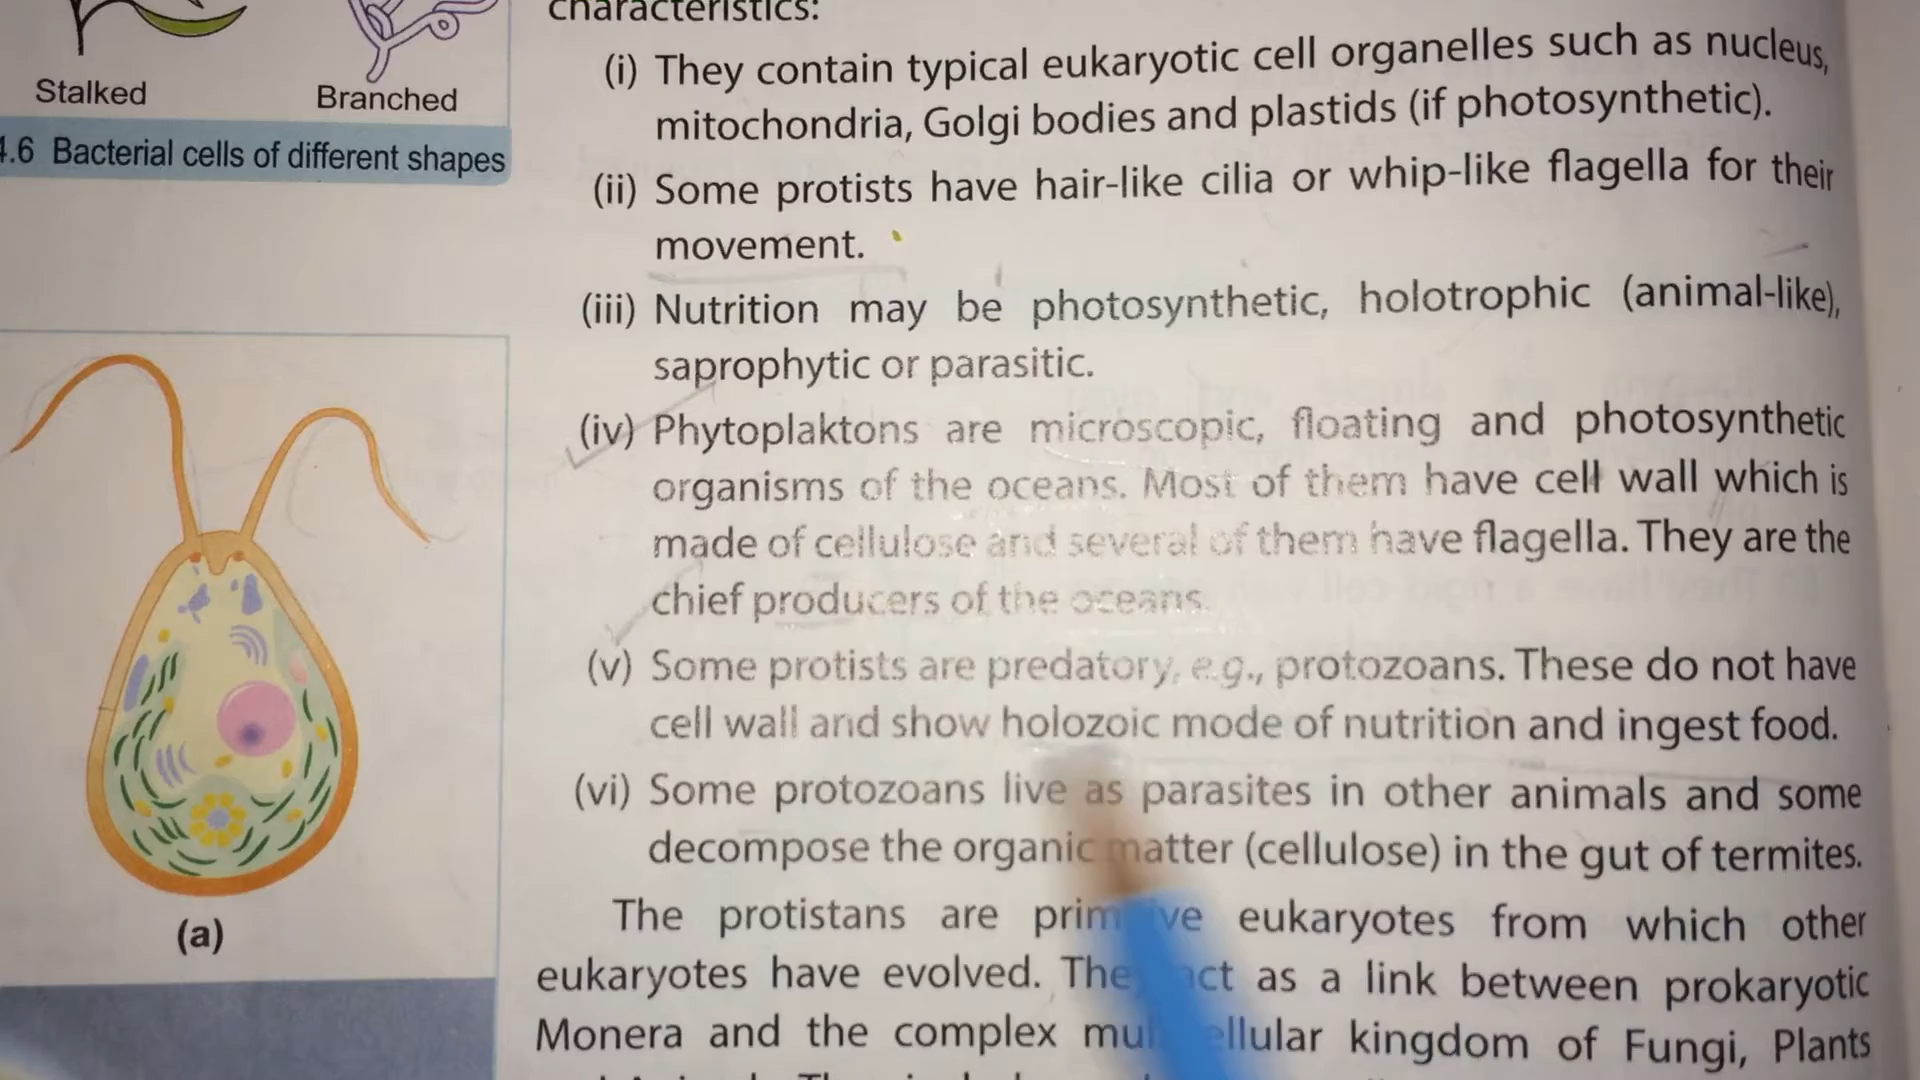 characteristics:
Stalked
Branched
4.6 Bacterial cells of different shapes
(a)
(i) They contain typical eukaryotic cell organelles such as nucleus,
mitochondria, Golgi bodies and plastids (if photosynthetic).
(ii) Some protists have hair-like cilia or whip-like flagella for their
movement.
(iii) Nutrition may be photosynthetic, holotrophic (animal-like),
saprophytic or parasitic.
(iv) Phytoplaktons are microscopic, floating and photosynthetic
organisms of the oceans. Most of them have cell wall which is
made of cellulose and several of them have flagella. They are the
chief producers of the oceans.
(v) Some protists are predatory, e.g., protozoans. These do not have
cell wall and show holozoic mode of nutrition and ingest food.
(vi) Some protozoans live as parasites in other animals and some
decompose the organic matter (cellulose) in the gut of termites.
The protistans are primitive eukaryotes from which other
eukaryotes have evolved. They act as a link between prokaryotic
Monera and the complex multicellular kingdom of Fungi, Plants